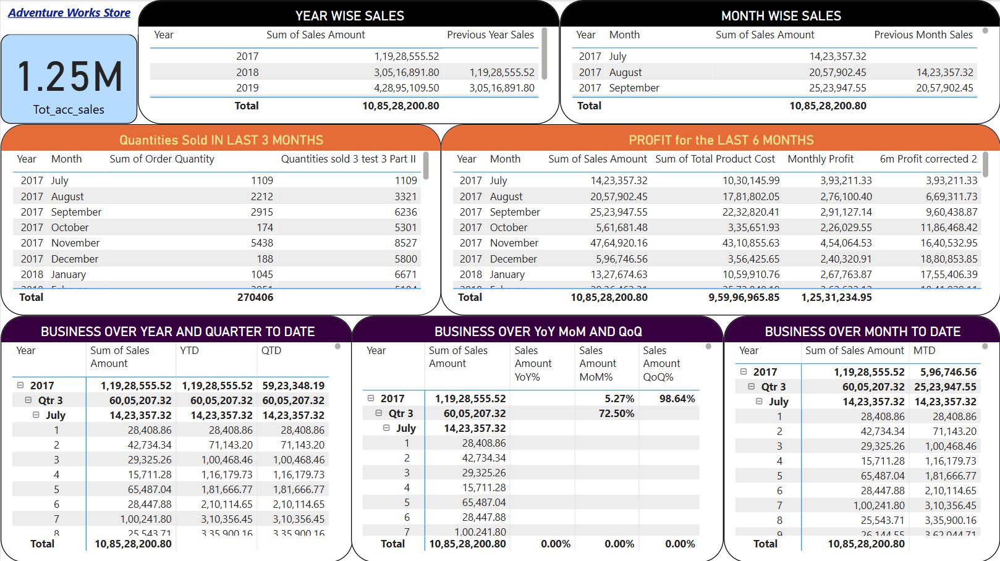 Adventure Works Store
1.25M
Tot_acc_sales
YEAR WISE SALES
Year Sum of Sales Amount Previous Year Sales
2017 1,19,28,555.52
2018 3,05,16,891.80 1,19,28,555.52
2019 4,28,95,109.50 3,05,16,891.80
Total 10,85,28,200.80
MONTH WISE SALES
Year Month Sum of Sales Amount Previous Month Sales
2017 July 14,23,357.32
2017 August 20,57,902.45 14,23,357.32
2017 September 25,23,947.55 20,57,902.45
Total 10,85,28,200.80
Quantities Sold IN LAST 3 MONTHS
Year Month Sum of Order Quantity Quantities sold 3 test 3 Part II
2017 July 1109 1109
2017 August 2212 3321
2017 September 2915 6236
2017 October 174 5301
2017 November 5438 8527
2017 December 188 5800
2018 January 1045 6671
Total 270406
PROFIT for the LAST 6 MONTHS
Year Month Sum of Sales Amount Sum of Total Product Cost Monthly Profit 6m Profit corrected 2
2017 July 14,23,357.32 10,30,145.99 3,93,211.33 3,93,211.33
2017 August 20,57,902.45 17,81,802.05 2,76,100.40 6,69,311.73
2017 September 25,23,947.55 22,32,820.41 2,91,127.14 9,60,438.87
2017 October 5,61,681.48 3,35,651.93 2,26,029.55 11,86,468.42
2017 November 47,64,920.16 43,10,855.63 4,54,064.53 16,40,532.95
2017 December 5,96,746.56 3,56,425.65 2,40,320.91 18,80,853.85
2018 January 13,27,674.63 10,59,910.76 2,67,763.87 17,55,406.39
Total 10,85,28,200.80 9,59,96,965.85 1,25,31,234.95
BUSINESS OVER YEAR AND QUARTER TO DATE
Year Sum of Sales YTD QTD
Amount
2017 1,19,28,555.52 1,19,28,555.52 59,23,348.19
Qtr 3 60,05,207.32 60,05,207.32 60,05,207.32
July 14,23,357.32 14,23,357.32 14,23,357.32
1 28,408.86 28,408.86 28,408.86
2 42,734.34 71,143.20 71,143.20
3 29,325.26 1,00,468.46 1,00,468.46
4 15,711.28 1,16,179.73 1,16,179.73
5 65,487.04 1,81,666.77 1,81,666.77
6 28,447.88 2,10,114.65 2,10,114.65
7 1,00,241.80 3,10,356.45 3,10,356.45
8 25,543.71 3,35,900.16 3,35,900.16
Total 10,85,28,200.80
BUSINESS OVER YoY MoM AND QoQ
Year Sum of Sales Sales Sales Sales
Amount Amount Amount Amount
YoY% MoM% QoQ%
2017 1,19,28,555.52 5.27% 98.64%
Qtr 3 60,05,207.32 72.50%
July 14,23,357.32
1 28,408.86
2 42,734.34
3 29,325.26
4 15,711.28
5 65,487.04
6 28,447.88
7 1,00,241.80
Total 10,85,28,200.80 0.00% 0.00% 0.00%
BUSINESS OVER MONTH TO DATE
Year Sum of Sales Amount MTD
2017 1,19,28,555.52 5,96,746.56
Qtr 3 60,05,207.32 25,23,947.55
July 14,23,357.32 14,23,357.32
1 28,408.86 28,408.86
2 42,734.34 71,143.20
3 29,325.26 1,00,468.46
4 15,711.28 1,16,179.73
5 65,487.04 1,81,666.77
6 28,447.88 2,10,114.65
7 1,00,241.80 3,10,356.45
8 25,543.71 3,35,900.16
9 26,144.55 3,62,044.71
Total 10,85,28,200.80